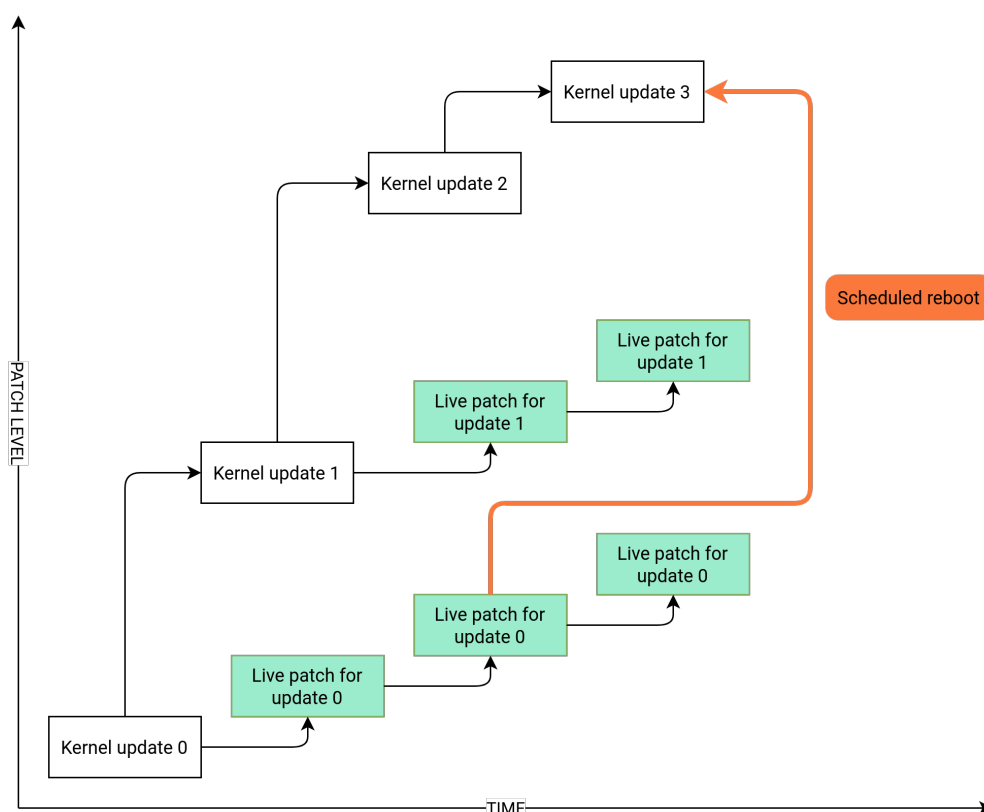 Kernel update 3
Kernel update 2
Scheduled reboot
Live patch for
update 1
PATCH LEVEL
Live patch for
update 1
Kernel update 1
Live patch for
update 0
Live patch for
update 0
Live patch for
update 0
Kernel update 0
TIME